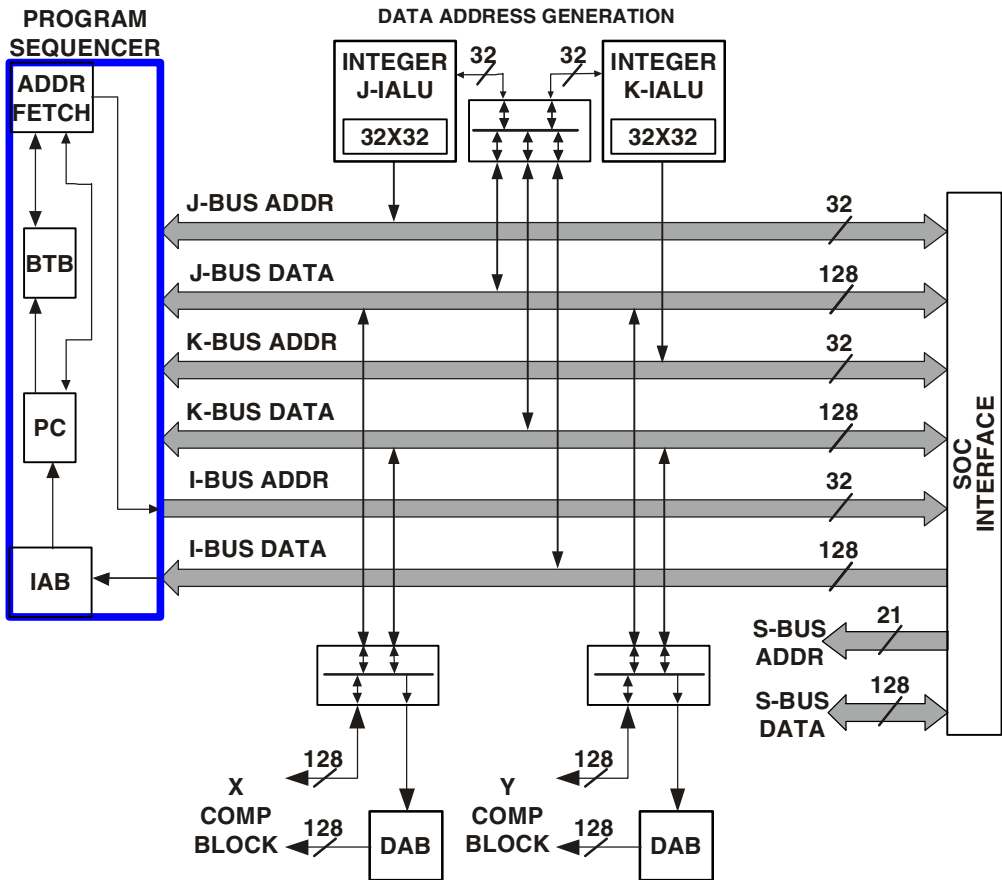 DATA ADDRESS GENERATION
PROGRAM
SEQUENCER
ADDR
FETCH
BTB
PC
IAB
INTEGER
J-IALU
32X32
32
32
INTEGER
K-IALU
32X32
J-BUS ADDR
32
J-BUS DATA
128
K-BUS ADDR
32
K-BUS DATA
128
I-BUS ADDR
32
I-BUS DATA
128
SOC
INTERFACE
S-BUS
ADDR
21
S-BUS
DATA
128
128
X
COMP
BLOCK
128
DAB
128
Y
COMP
BLOCK
128
DAB